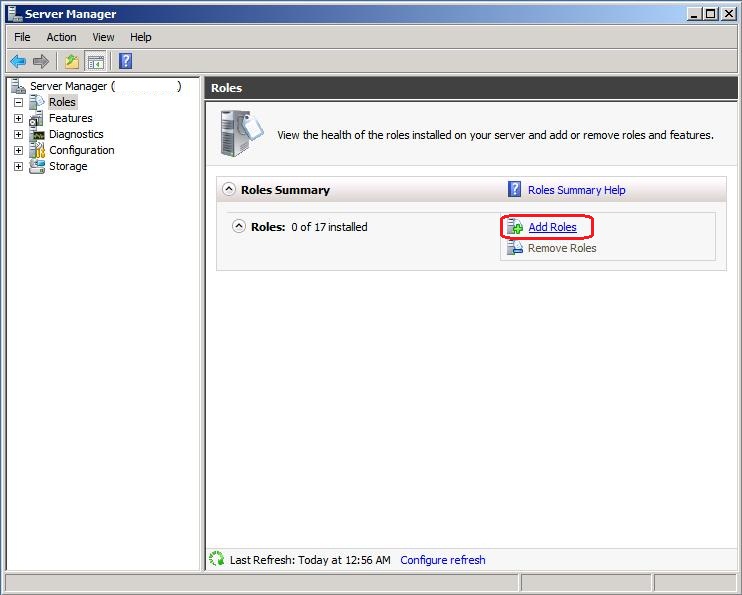 Server Manager
File Action View Help
Server Manager ( )
Roles
Features
Diagnostics
Configuration
Storage
Roles
View the health of the roles installed on your server and add or remove roles and features.
Roles Summary
Roles Summary Help
Roles: 0 of 17 installed
Add Roles
Remove Roles
Last Refresh: Today at 12:56 AM Configure refresh